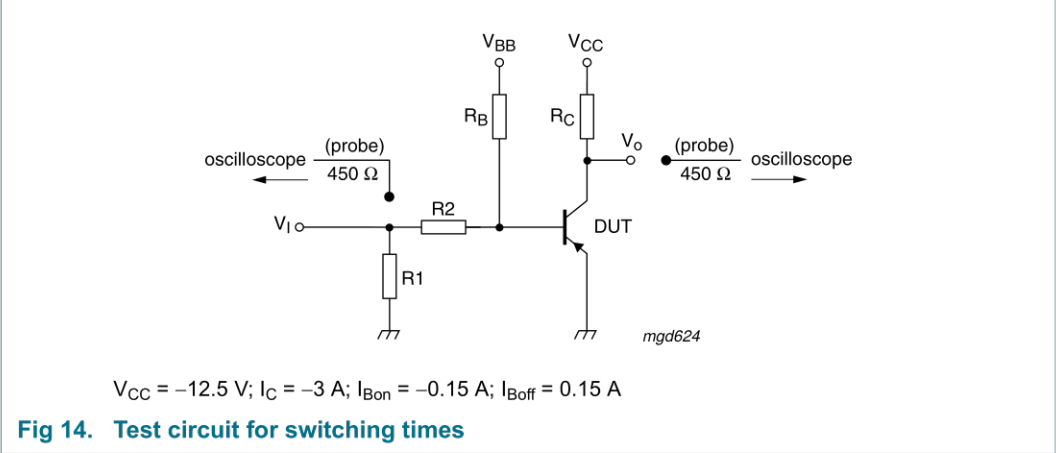 VBB VCC
RB RC
Vo
(probe) (probe)
oscilloscope oscilloscope
450 Ω 450 Ω
R2
VI DUT
R1
mgd624
VCC = −12.5 V; IC = −3 A; IBon = −0.15 A; IBoff = 0.15 A
Fig 14. Test circuit for switching times